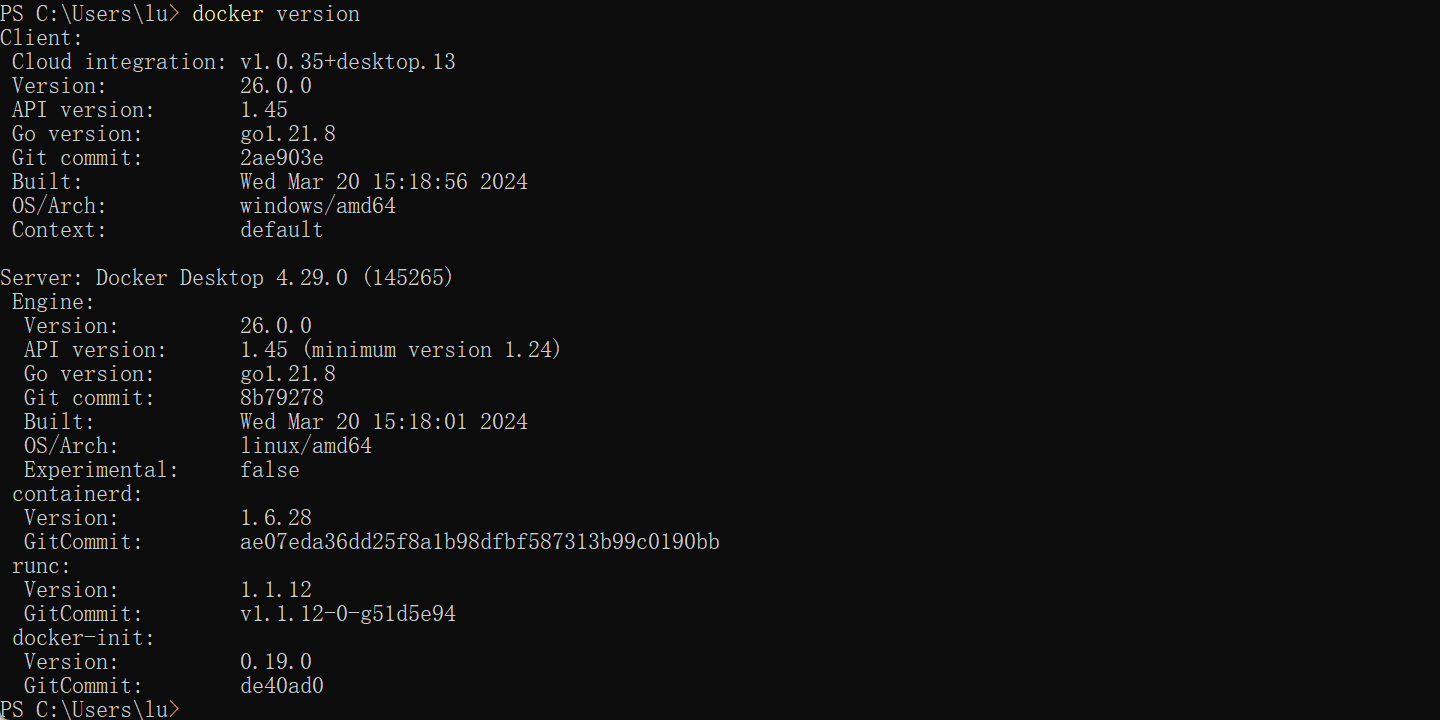 PS C:\Users\lu> docker version
Client:
 Cloud integration: v1.0.35+desktop.13
 Version:           26.0.0
 API version:       1.45
 Go version:        go1.21.8
 Git commit:        2ae903e
 Built:             Wed Mar 20 15:18:56 2024
 OS/Arch:           windows/amd64
 Context:           default

Server: Docker Desktop 4.29.0 (145265)
 Engine:
  Version:          26.0.0
  API version:      1.45 (minimum version 1.24)
  Go version:       go1.21.8
  Git commit:       8b79278
  Built:            Wed Mar 20 15:18:01 2024
  OS/Arch:          linux/amd64
  Experimental:     false
 containerd:
  Version:          1.6.28
  GitCommit:        ae07eda36dd25f8a1b98dfbf587313b99c0190bb
 runc:
  Version:          1.1.12
  GitCommit:        v1.1.12-0-g51d5e94
 docker-init:
  Version:          0.19.0
  GitCommit:        de40ad0
PS C:\Users\lu>